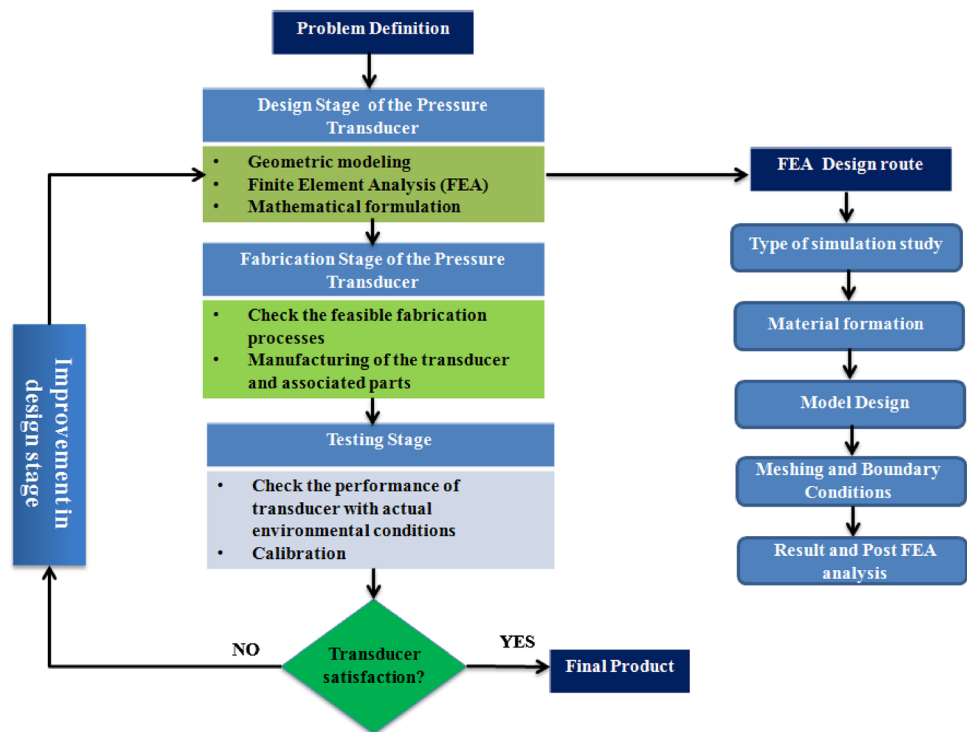 Problem Definition
Design Stage of the Pressure
Transducer
• Geometric modeling
• Finite Element Analysis (FEA)
• Mathematical formulation
Fabrication Stage of the Pressure
Transducer
• Check the feasible fabrication
processes
• Manufacturing of the transducer
and associated parts
Testing Stage
• Check the performance of
transducer with actual
environmental conditions
• Calibration
Transducer
satisfaction?
NO
YES
Final Product
Improvement in
design stage
FEA Design route
Type of simulation study
Material formation
Model Design
Meshing and Boundary
Conditions
Result and Post FEA
analysis